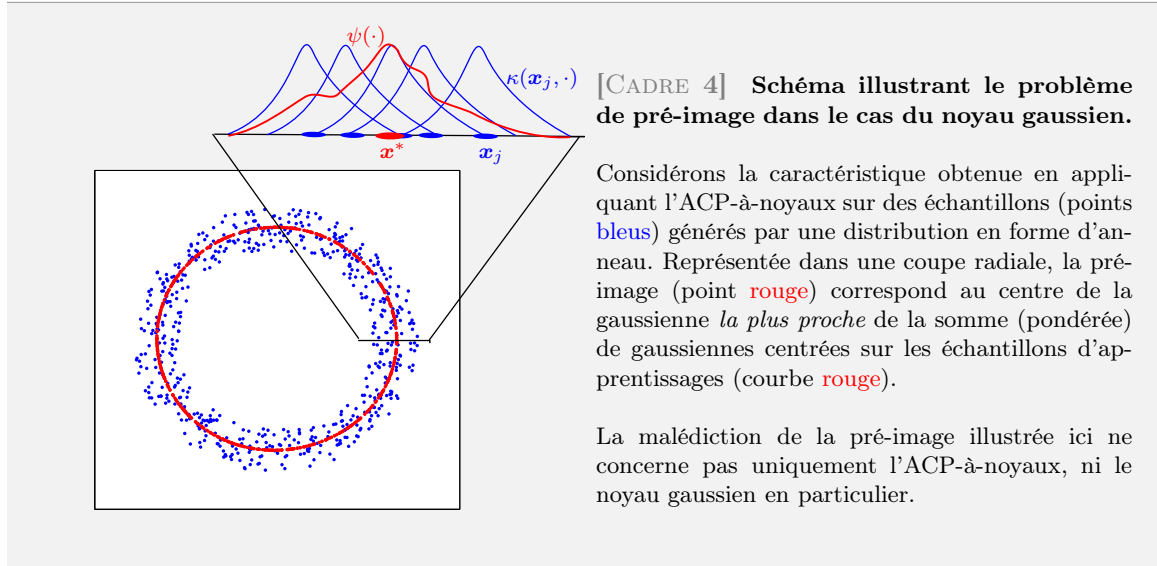 ψ(·)
κ(x_j, ·)
x*
x_j
[Cadre 4] Schéma illustrant le problème
de pré-image dans le cas du noyau gaussien.
Considérons la caractéristique obtenue en appli-
quant l'ACP-à-noyaux sur des échantillons (points
bleus) générés par une distribution en forme d'an-
neau. Représentée dans une coupe radiale, la pré-
image (point rouge) correspond au centre de la
gaussienne la plus proche de la somme (pondérée)
de gaussiennes centrées sur les échantillons d'ap-
prentissages (courbe rouge).
La malédiction de la pré-image illustrée ici ne
concerne pas uniquement l'ACP-à-noyaux, ni le
noyau gaussien en particulier.